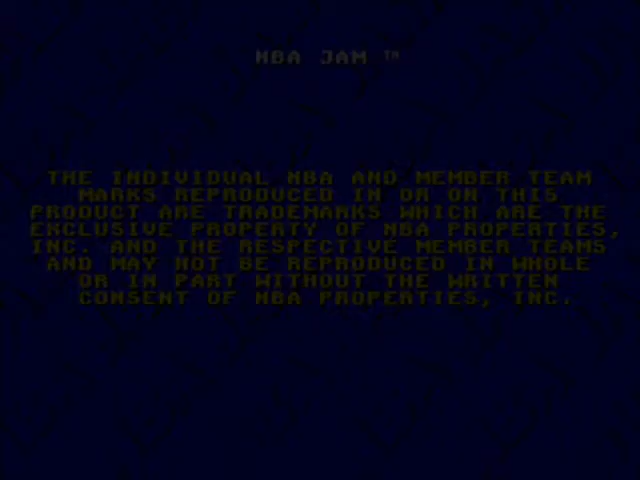 NBA JAM ™
THE INDIVIDUAL NBA AND MEMBER TEAM
MARKS REPRODUCED IN OR ON THIS
PRODUCT ARE TRADEMARKS WHICH ARE THE
EXCLUSIVE PROPERTY OF NBA PROPERTIES,
INC. AND THE RESPECTIVE MEMBER TEAMS
AND MAY NOT BE REPRODUCED IN WHOLE
OR IN PART WITHOUT THE WRITTEN
CONSENT OF NBA PROPERTIES, INC.